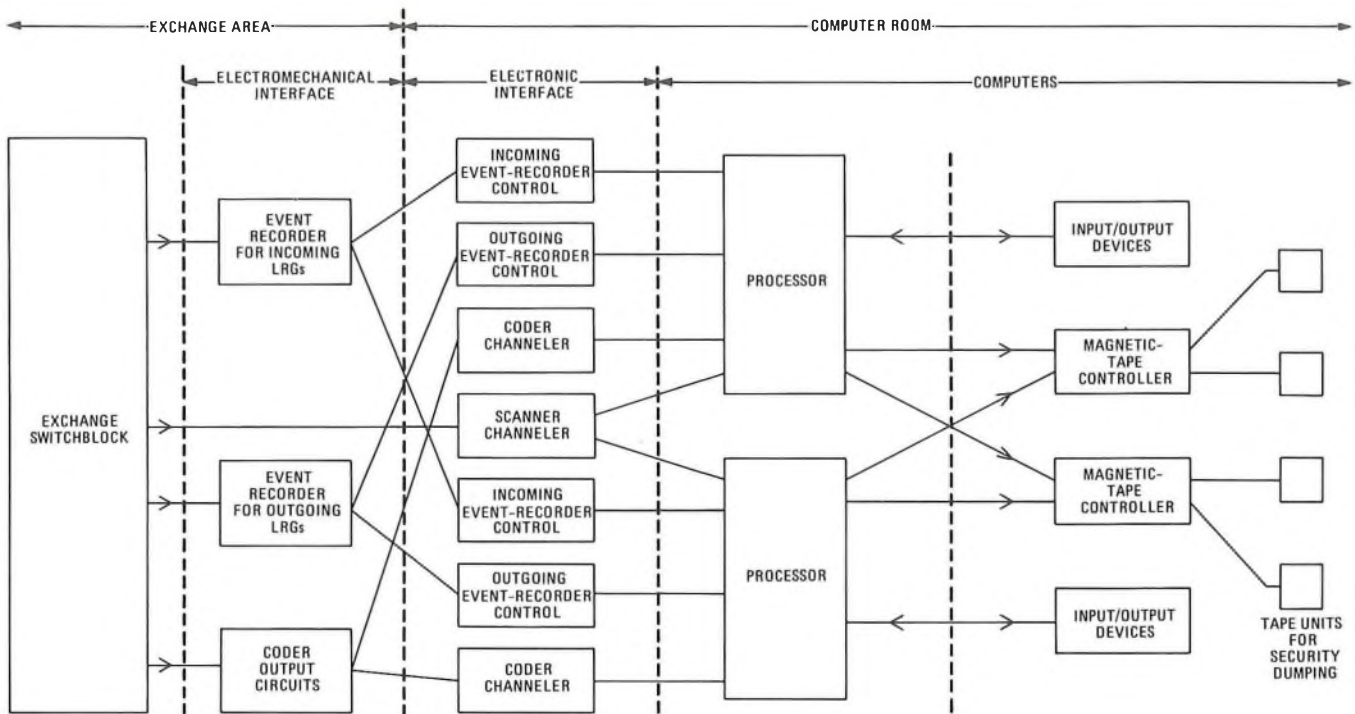 EXCHANGE AREA
COMPUTER ROOM
ELECTROMECHANICAL
INTERFACE
ELECTRONIC
INTERFACE
COMPUTERS
EXCHANGE
SWITCHBLOCK
EVENT
RECORDER
FOR INCOMING
LRGs
EVENT
RECORDER
FOR OUTGOING
LRGs
CODER
OUTPUT
CIRCUITS
INCOMING
EVENT-RECORDER
CONTROL
OUTGOING
EVENT-RECORDER
CONTROL
CODER
CHANNELER
SCANNER
CHANNELER
INCOMING
EVENT-RECORDER
CONTROL
OUTGOING
EVENT-RECORDER
CONTROL
CODER
CHANNELER
PROCESSOR
PROCESSOR
INPUT/OUTPUT
DEVICES
MAGNETIC-
TAPE
CONTROLLER
MAGNETIC-
TAPE
CONTROLLER
INPUT/OUTPUT
DEVICES
TAPE UNITS
FOR
SECURITY
DUMPING